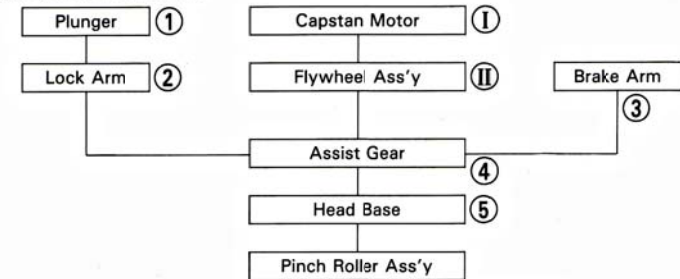 Plunger ①
Capstan Motor Ⅰ
Lock Arm ②
Flywheel Ass'y Ⅱ
Brake Arm
③
Assist Gear
④
Head Base ⑤
Pinch Roller Ass'y